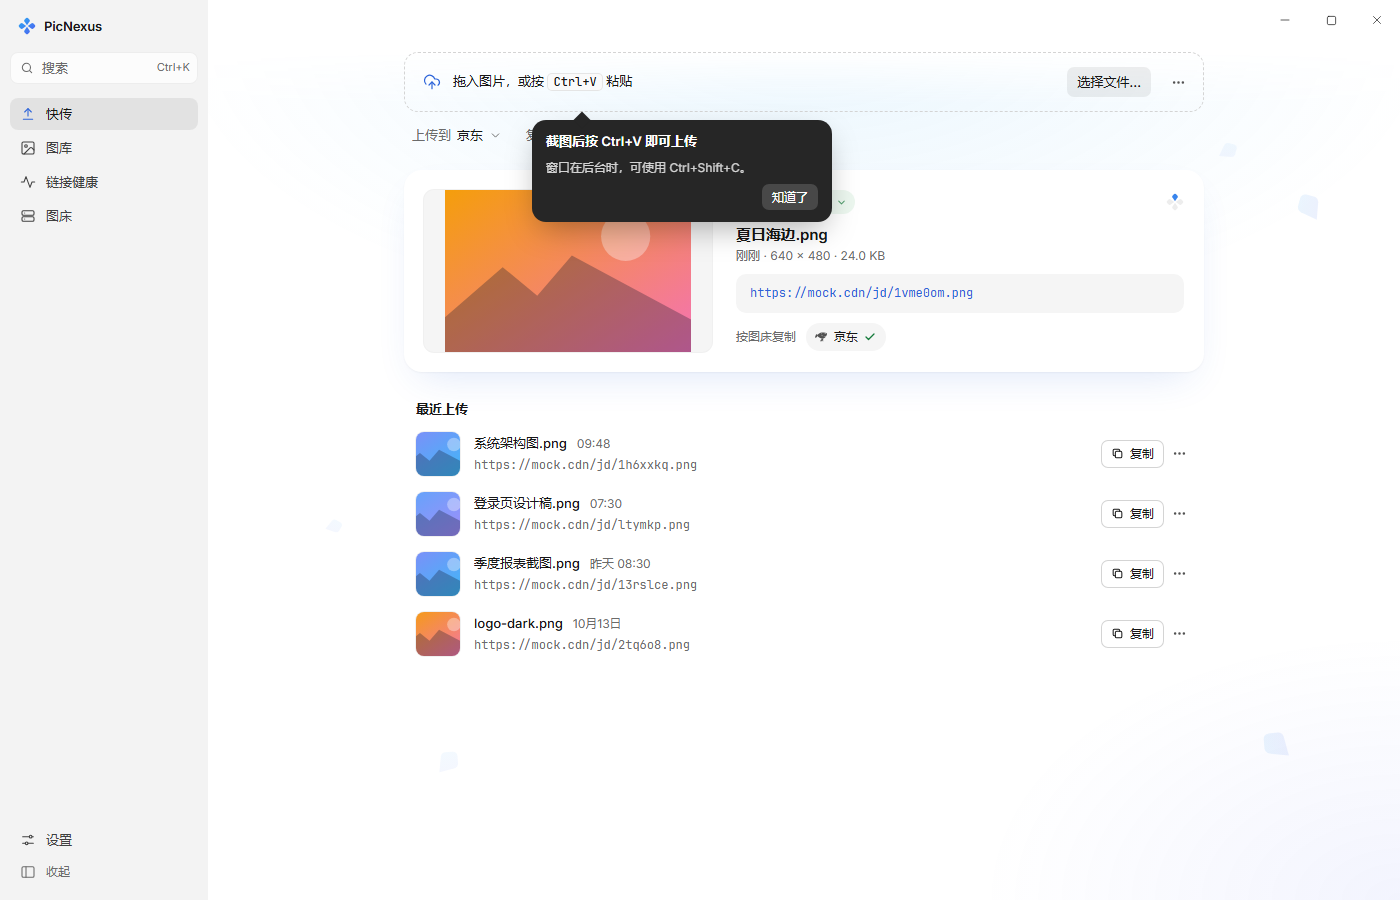 PicNexus
搜索 Ctrl+K
快传
图库
链接健康
图床
设置
收起
拖入图片，或按 Ctrl+V 粘贴
选择文件...
上传到 京东
截图后按 Ctrl+V 即可上传
窗口在后台时，可使用 Ctrl+Shift+C。
知道了
夏日海边.png
刚刚 · 640 × 480 · 24.0 KB
https://mock.cdn/jd/1vme0om.png
按图床复制 京东
最近上传
系统架构图.png 09:48
https://mock.cdn/jd/1h6xxkq.png
复制
登录页设计稿.png 07:30
https://mock.cdn/jd/ltymkp.png
复制
季度报表截图.png 昨天 08:30
https://mock.cdn/jd/13rslce.png
复制
logo-dark.png 10月13日
https://mock.cdn/jd/2tq6o8.png
复制